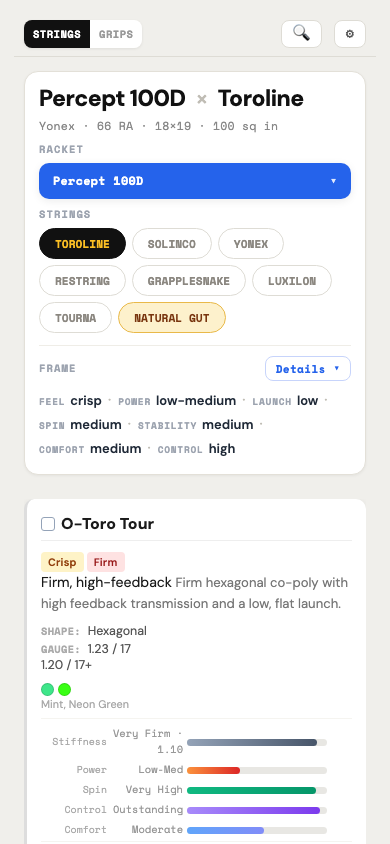 STRINGS GRIPS
Percept 100D × Toroline
Yonex · 66 RA · 18×19 · 100 sq in
RACKET
Percept 100D ▾
STRINGS
TOROLINE SOLINCO YONEX
RESTRING GRAPPLESNAKE LUXILON
TOURNA NATURAL GUT
FRAME Details ▾
FEEL crisp · POWER low-medium · LAUNCH low ·
SPIN medium · STABILITY medium ·
COMFORT medium · CONTROL high
O-Toro Tour
Crisp Firm
Firm, high-feedback Firm hexagonal co-poly with
high feedback transmission and a low, flat launch.
SHAPE: Hexagonal
GAUGE: 1.23 / 17
1.20 / 17+
Mint, Neon Green
Stiffness Very Firm ·
1.10
Power Low-Med
Spin Very High
Control Outstanding
Comfort Moderate